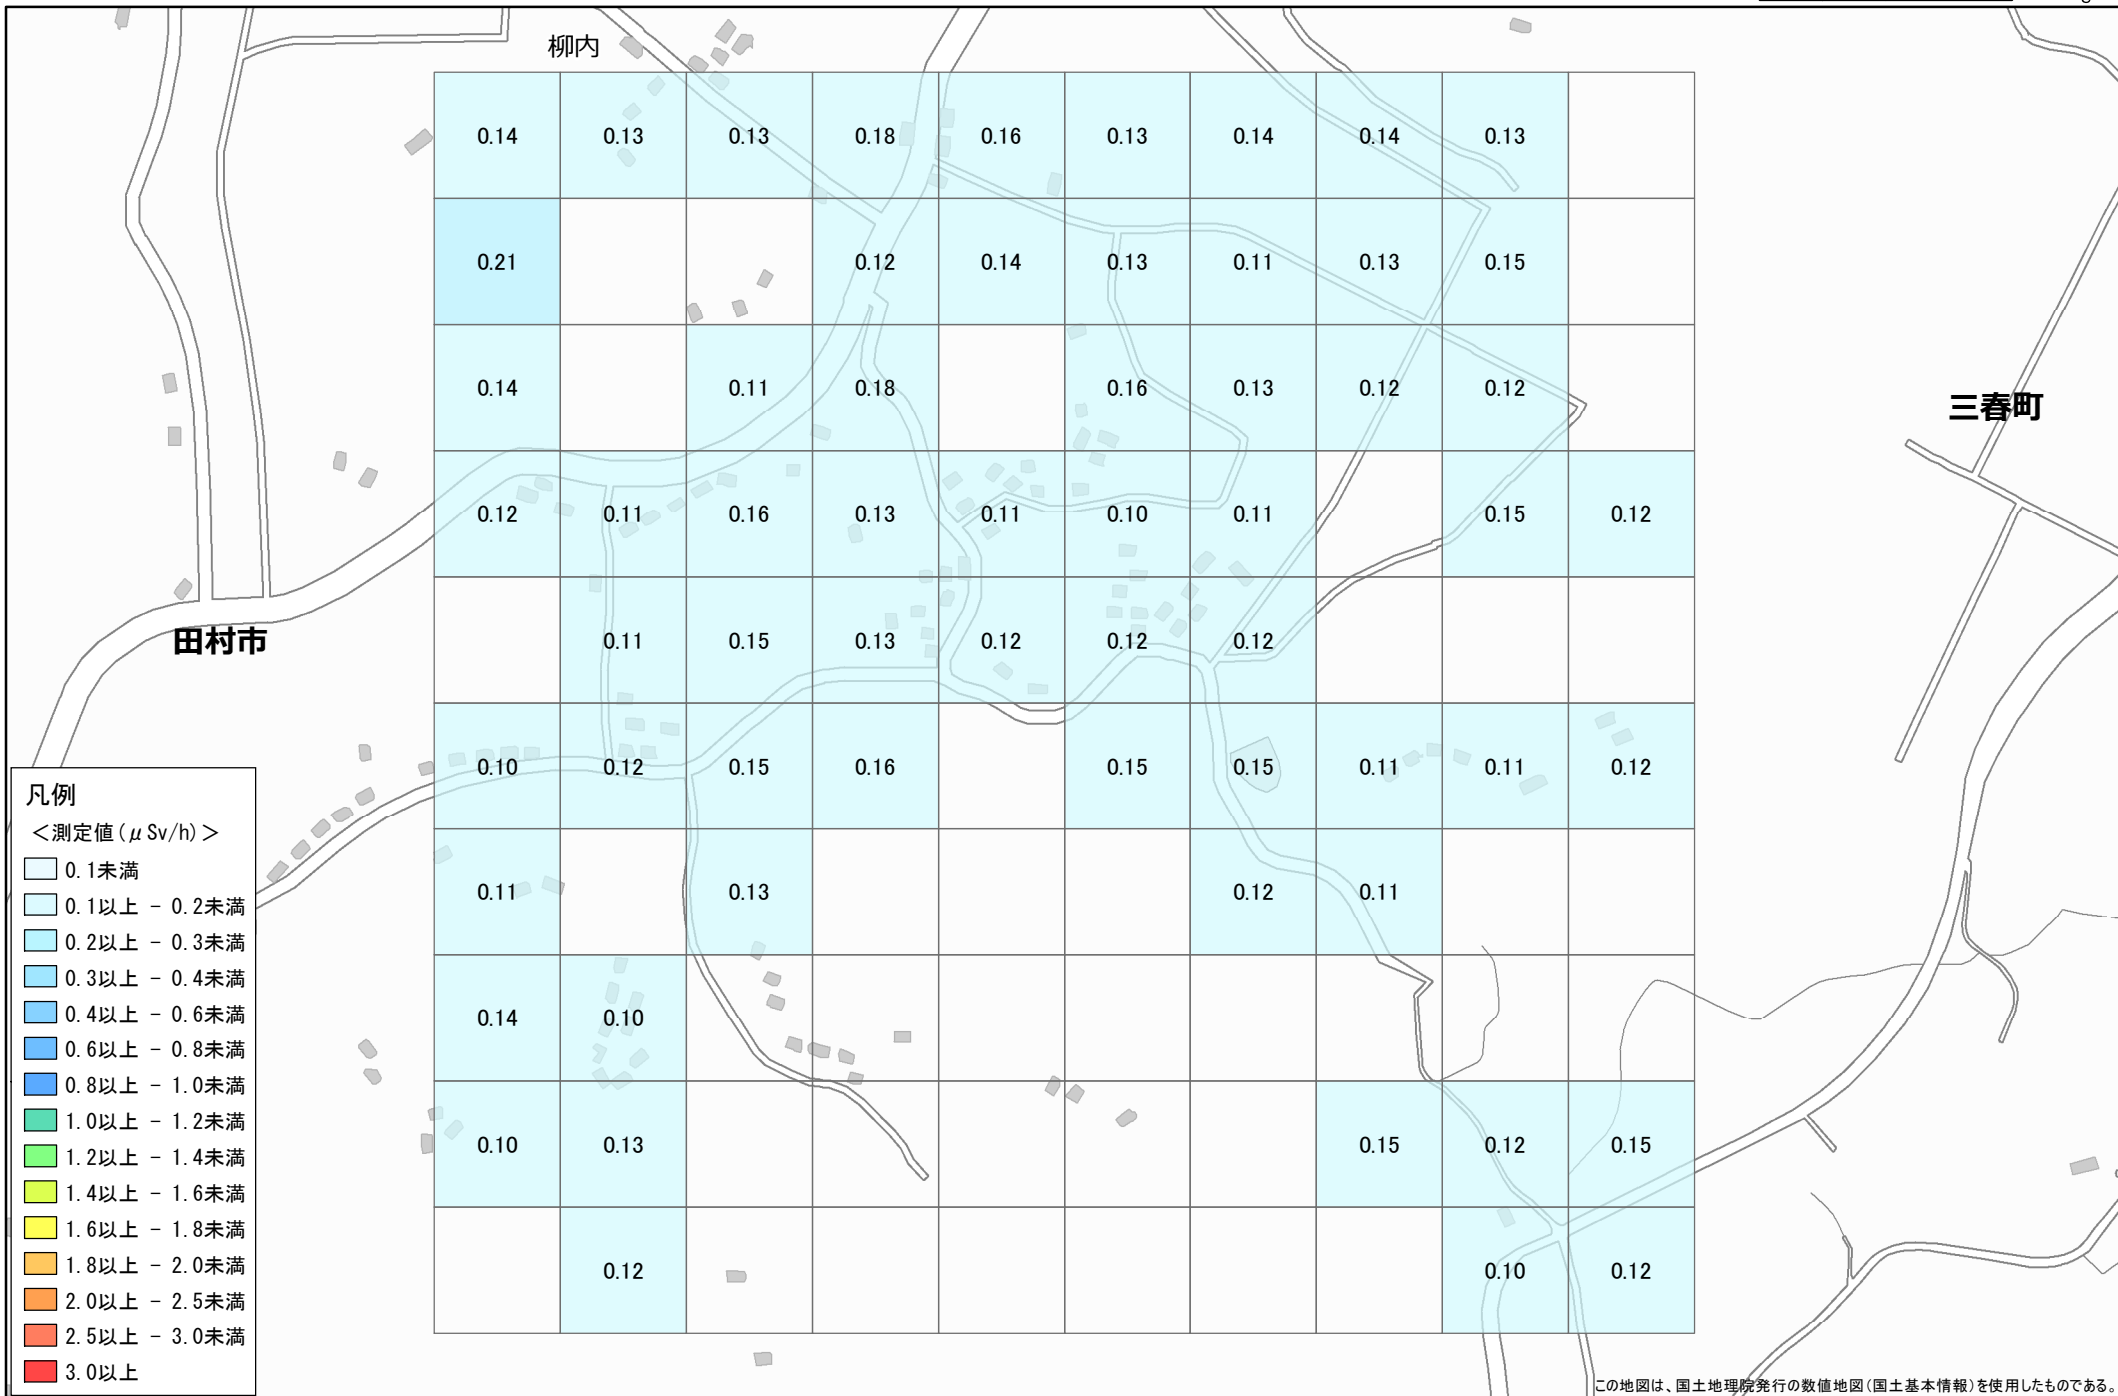 柳内
0.14 0.13 0.13 0.18 0.16 0.13 0.14 0.14 0.13
0.21 0.12 0.14 0.13 0.11 0.13 0.15
0.14 0.11 0.18 0.16 0.13 0.12 0.12
三春町
0.12 0.11 0.16 0.13 0.11 0.10 0.11 0.15 0.12
田村市
0.11 0.15 0.13 0.12 0.12 0.12
0.10 0.12 0.15 0.16 0.15 0.15 0.11 0.11 0.12
0.11 0.13 0.12 0.11
0.14 0.10
0.10 0.13 0.15 0.12 0.15
0.12 0.10 0.12
凡例
＜測定値(μSv/h)＞
0.1未満
0.1以上 － 0.2未満
0.2以上 － 0.3未満
0.3以上 － 0.4未満
0.4以上 － 0.6未満
0.6以上 － 0.8未満
0.8以上 － 1.0未満
1.0以上 － 1.2未満
1.2以上 － 1.4未満
1.4以上 － 1.6未満
1.6以上 － 1.8未満
1.8以上 － 2.0未満
2.0以上 － 2.5未満
2.5以上 － 3.0未満
3.0以上
この地図は、国土地理院発行の数値地図(国土基本情報)を使用したものである。